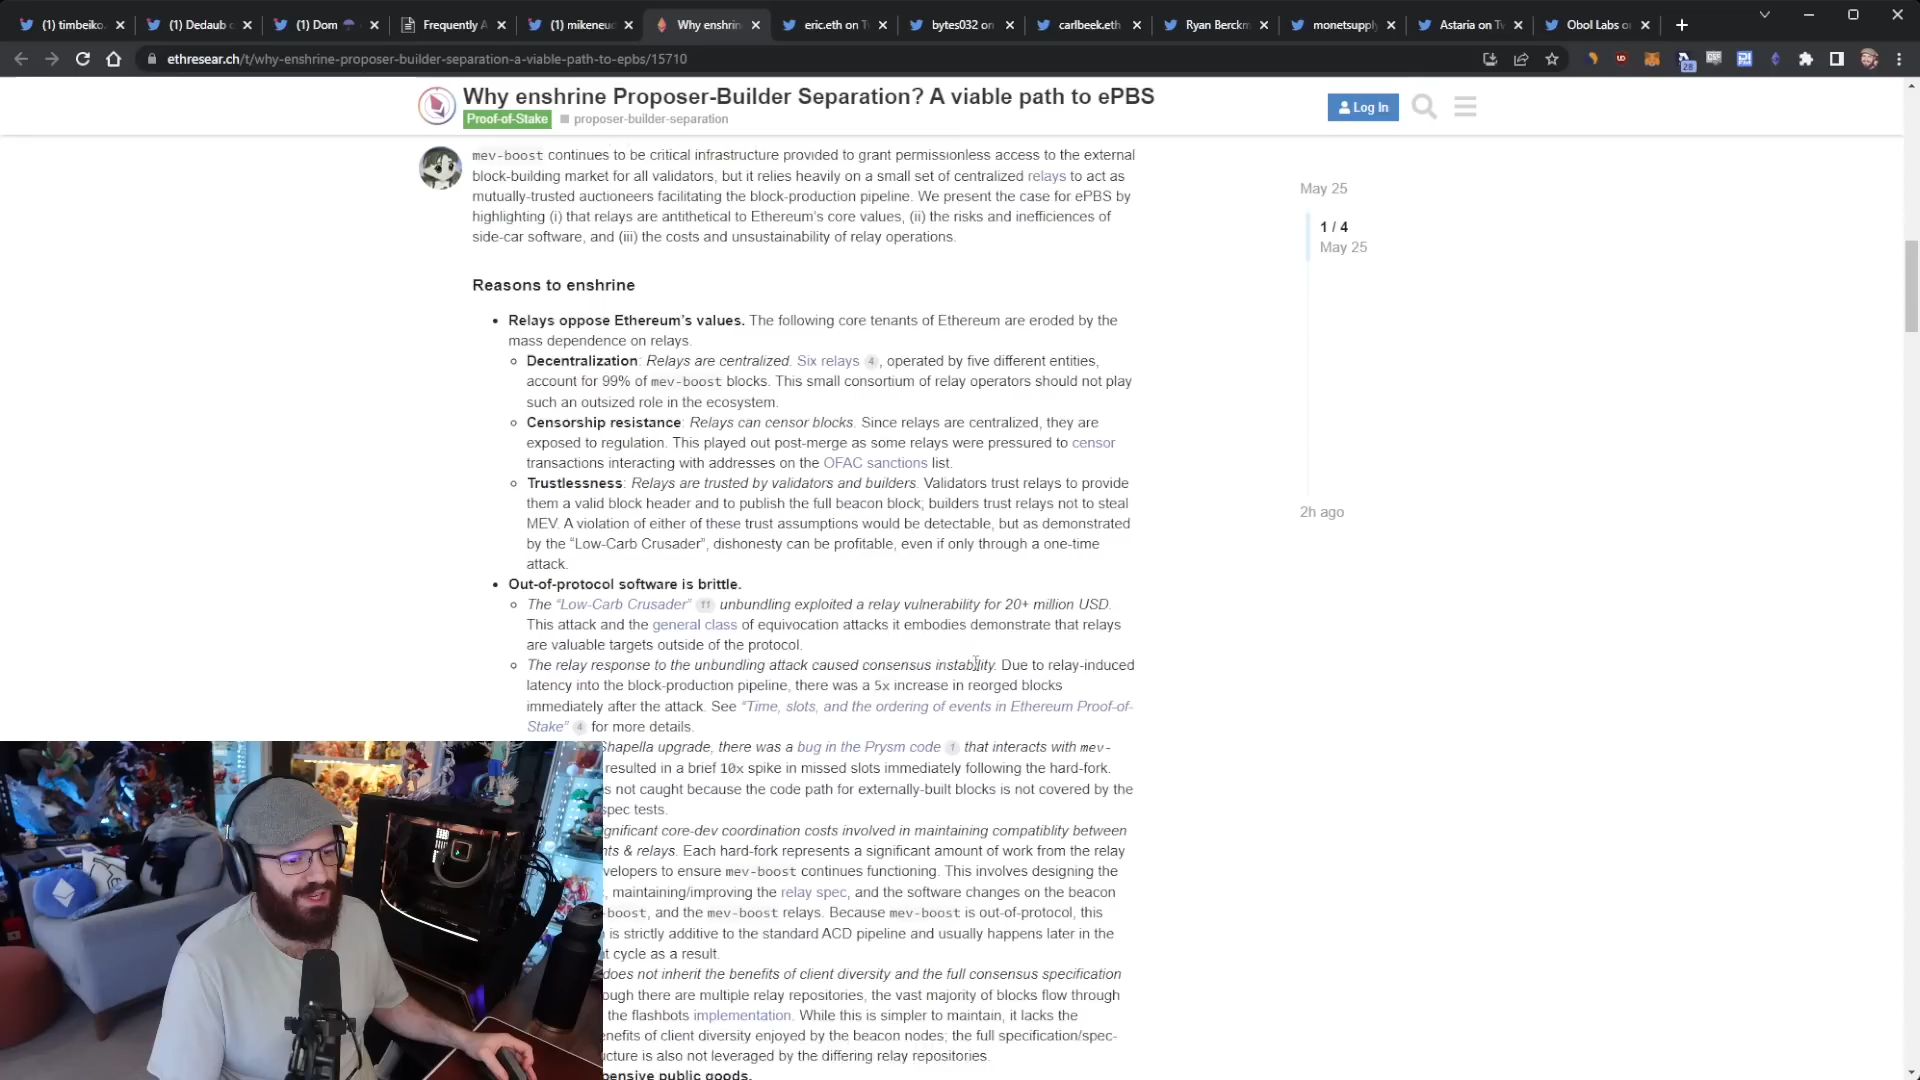 (1) timbeiko.
(1) Dedaub
(1) Dom
Frequently A
(1) mikeneuc
Why enshrin
eric.eth on T
bytes032 on
carlbeek.eth
Ryan Berckm
monetsupply
Astaria on Tw
Obol Labs o
ethresear.ch/t/why-enshrine-proposer-builder-separation-a-viable-path-to-epbs/15710
28
Why enshrine Proposer-Builder Separation? A viable path to ePBS
Proof-of-Stake
proposer-builder-separation
Log In
mev-boost continues to be critical infrastructure provided to grant permissionless access to the external
block-building market for all validators, but it relies heavily on a small set of centralized relays to act as
mutually-trusted auctioneers facilitating the block-production pipeline. We present the case for ePBS by
highlighting (i) that relays are antithetical to Ethereum's core values, (ii) the risks and inefficiences of
side-car software, and (iii) the costs and unsustainability of relay operations.
May 25
1 / 4
May 25
2h ago
Reasons to enshrine
• Relays oppose Ethereum's values. The following core tenants of Ethereum are eroded by the
mass dependence on relays.
Decentralization: Relays are centralized. Six relays 4, operated by five different entities,
account for 99% of mev-boost blocks. This small consortium of relay operators should not play
such an outsized role in the ecosystem.
Censorship resistance: Relays can censor blocks. Since relays are centralized, they are
exposed to regulation. This played out post-merge as some relays were pressured to censor
transactions interacting with addresses on the OFAC sanctions list.
Trustlessness: Relays are trusted by validators and builders. Validators trust relays to provide
them a valid block header and to publish the full beacon block; builders trust relays not to steal
MEV. A violation of either of these trust assumptions would be detectable, but as demonstrated
by the “Low-Carb Crusader”, dishonesty can be profitable, even if only through a one-time
attack.
• Out-of-protocol software is brittle.
The “Low-Carb Crusader” 11 unbundling exploited a relay vulnerability for 20+ million USD.
This attack and the general class of equivocation attacks it embodies demonstrate that relays
are valuable targets outside of the protocol.
The relay response to the unbundling attack caused consensus instability. Due to relay-induced
latency into the block-production pipeline, there was a 5x increase in reorged blocks
immediately after the attack. See “Time, slots, and the ordering of events in Ethereum Proof-of-
Stake” 4 for more details.
Shapella upgrade, there was a bug in the Prysm code 1 that interacts with mev-
resulted in a brief 10x spike in missed slots immediately following the hard-fork.
s not caught because the code path for externally-built blocks is not covered by the
spec tests.
gnificant core-dev coordination costs involved in maintaining compatiblity between
nts & relays. Each hard-fork represents a significant amount of work from the relay
velopers to ensure mev-boost continues functioning. This involves designing the
, maintaining/improving the relay spec, and the software changes on the beacon
-boost, and the mev-boost relays. Because mev-boost is out-of-protocol, this
is strictly additive to the standard ACD pipeline and usually happens later in the
t cycle as a result.
does not inherit the benefits of client diversity and the full consensus specification
ough there are multiple relay repositories, the vast majority of blocks flow through
the flashbots implementation. While this is simpler to maintain, it lacks the
enefits of client diversity enjoyed by the beacon nodes; the full specification/spec-
ucture is also not leveraged by the differing relay repositories.
pensive public goods.